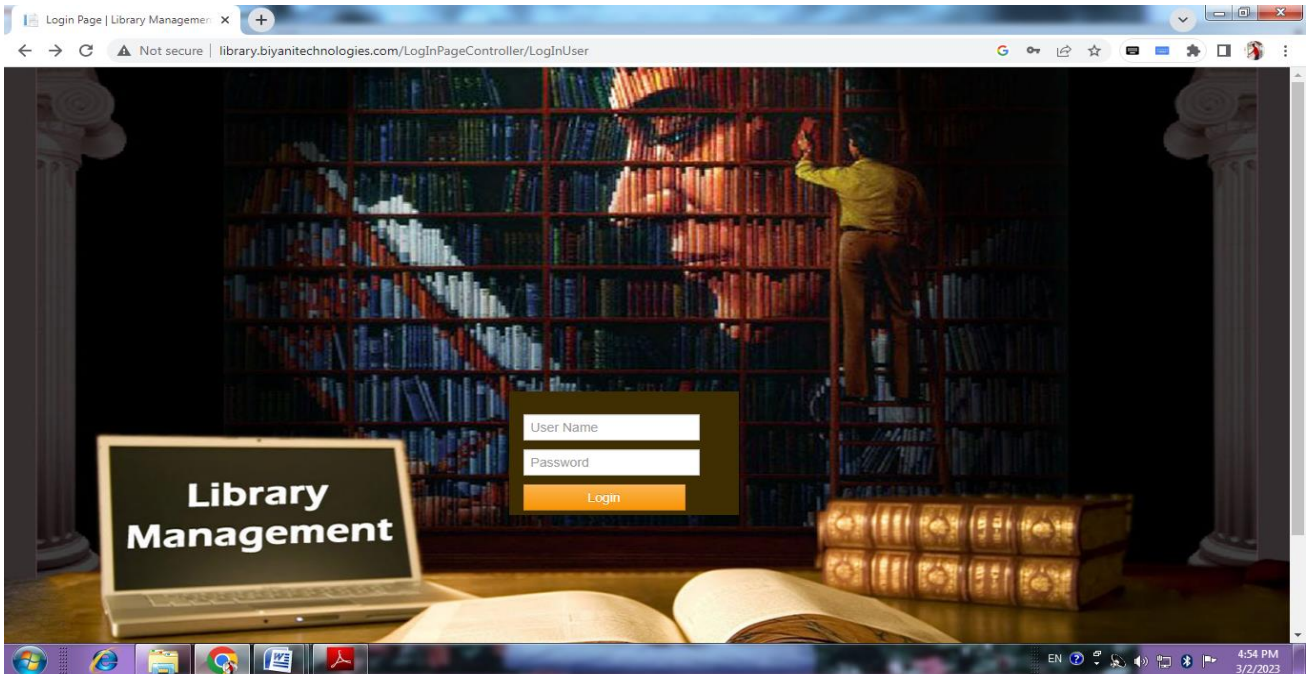 Login Page | Library Managemen
Not secure | library.biyanitechnologies.com/LogInPageController/LogInUser
User Name
Password
Login
Library
Management
EN
4:54 PM
3/2/2023